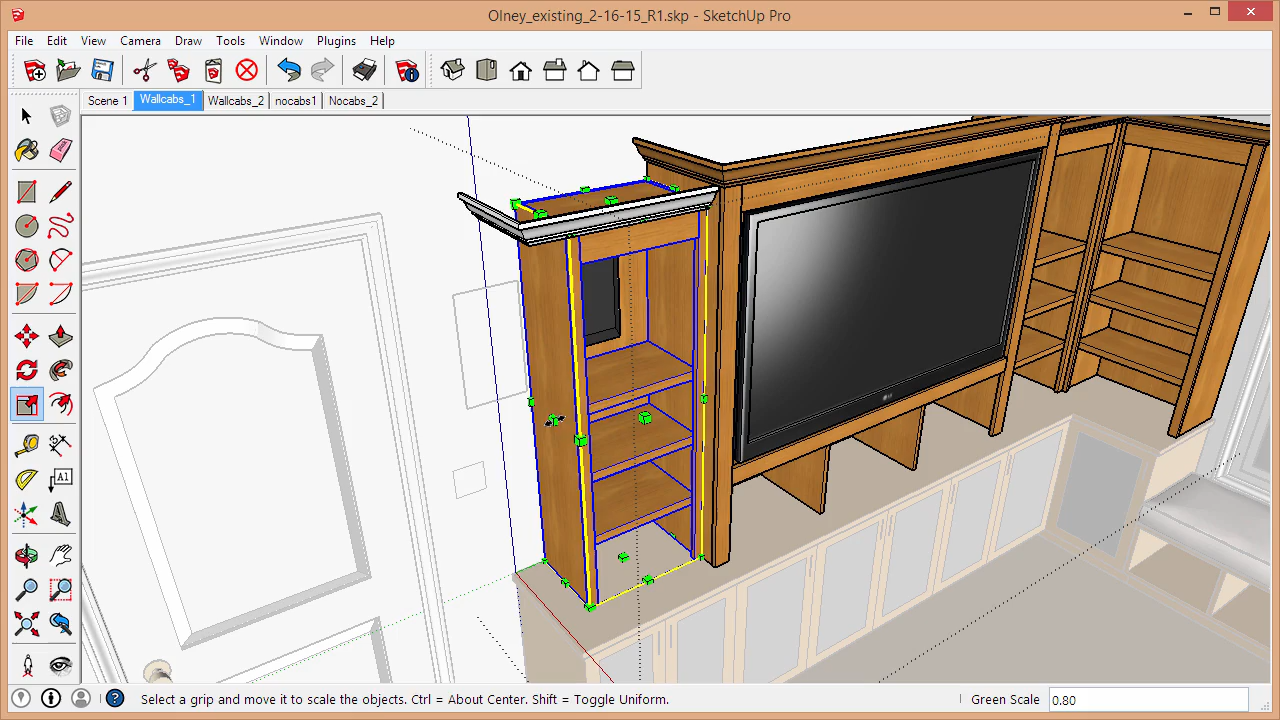 Olney_existing_2-16-15_R1.skp - SketchUp Pro
File Edit View Camera Draw Tools Window Plugins Help
Scene 1 Wallcabs_1 Wallcabs_2 nocabs1 Nocabs_2
A1
LG
Select a grip and move it to scale the objects. Ctrl = About Center. Shift = Toggle Uniform.
Green Scale 0.80